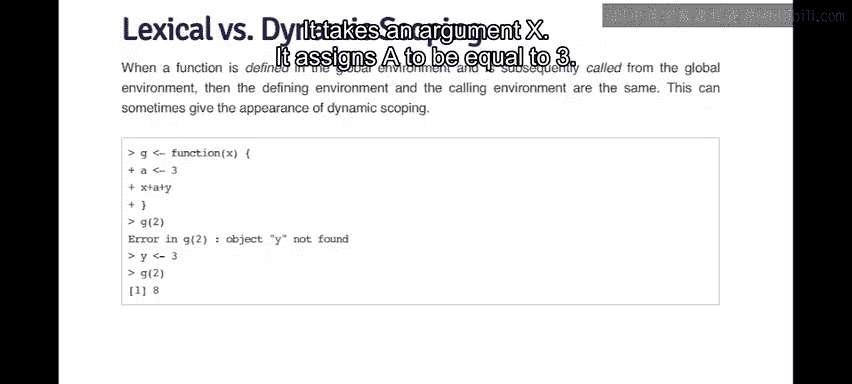 Lexical vs. Dynamic Scoping
It takes an argument X.
It assigns A to be equal to 3.
When a function is defined in the global environment and is subsequently called from the global
environment, then the defining environment and the calling environment are the same. This can
sometimes give the appearance of dynamic scoping.
> g <- function(x) {
+ a <- 3
+ x+a+y
+ }
> g(2)
Error in g(2) : object "y" not found
> y <- 3
> g(2)
[1] 8